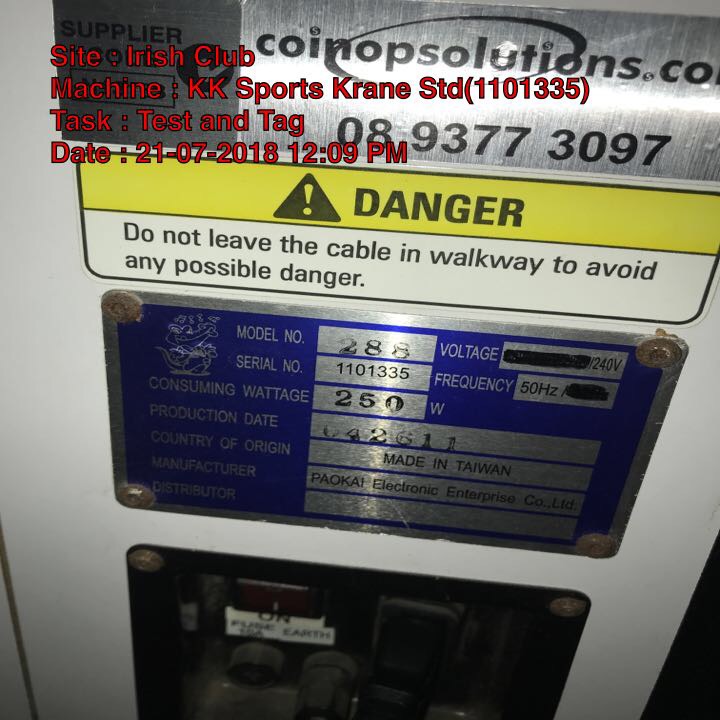 SUPPLIER
coinopsolutions.co
08 9377 3097
Site : Irish Club
Machine : KK Sports Krane Std(1101335)
Task : Test and Tag
Date : 21-07-2018 12:09 PM
DANGER
Do not leave the cable in walkway to avoid
any possible danger.
MODEL NO. 288 VOLTAGE /240V
SERIAL NO. 1101335 FREQUENCY 50Hz /
CONSUMING WATTAGE 250 W
PRODUCTION DATE 042611
COUNTRY OF ORIGIN MADE IN TAIWAN
MANUFACTURER PAOKAI Electronic Enterprise Co.,Ltd.
DISTRIBUTOR
ON
FUSE
10A EARTH